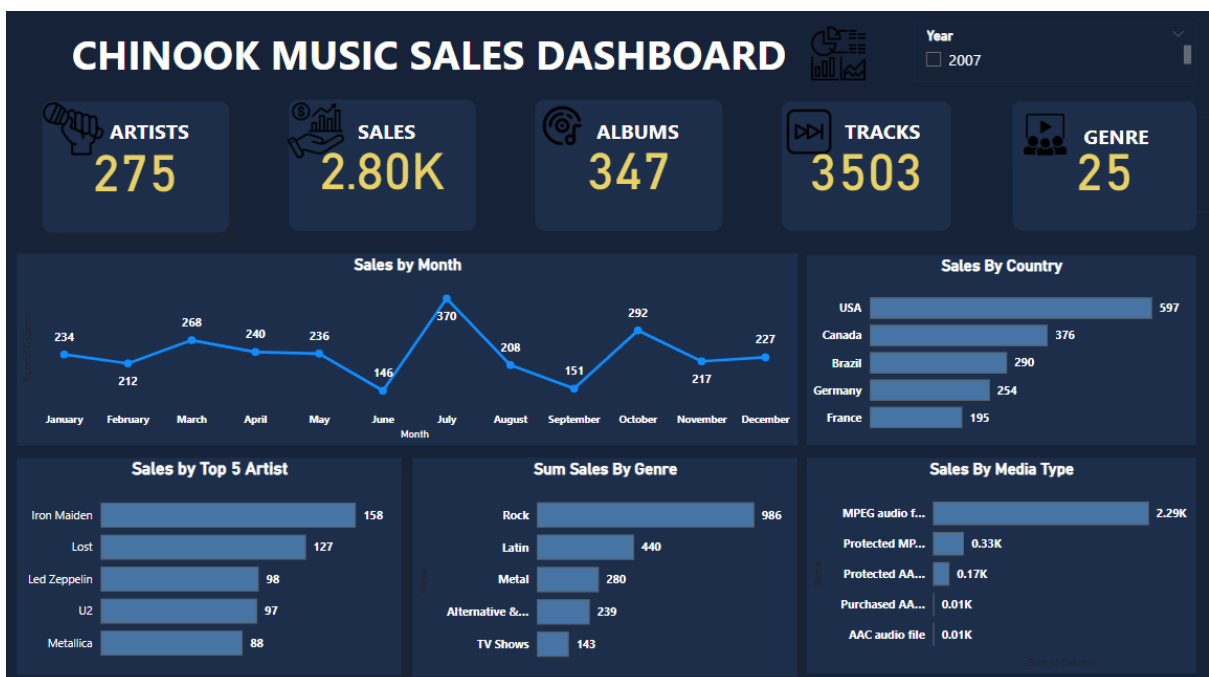 CHINOOK MUSIC SALES DASHBOARD
Year
2007
ARTISTS
275
SALES
2.80K
ALBUMS
347
TRACKS
3503
GENRE
25
Sales by Month
234
212
268
240
236
146
370
208
151
292
217
227
January February March April May June July August September October November December
Month
Sales By Country
USA 597
Canada 376
Brazil 290
Germany 254
France 195
Sales by Top 5 Artist
Iron Maiden 158
Lost 127
Led Zeppelin 98
U2 97
Metallica 88
Sum Sales By Genre
Rock 986
Latin 440
Metal 280
Alternative &... 239
TV Shows 143
Sales By Media Type
MPEG audio f... 2.29K
Protected MP... 0.33K
Protected AA... 0.17K
Purchased AA... 0.01K
AAC audio file 0.01K